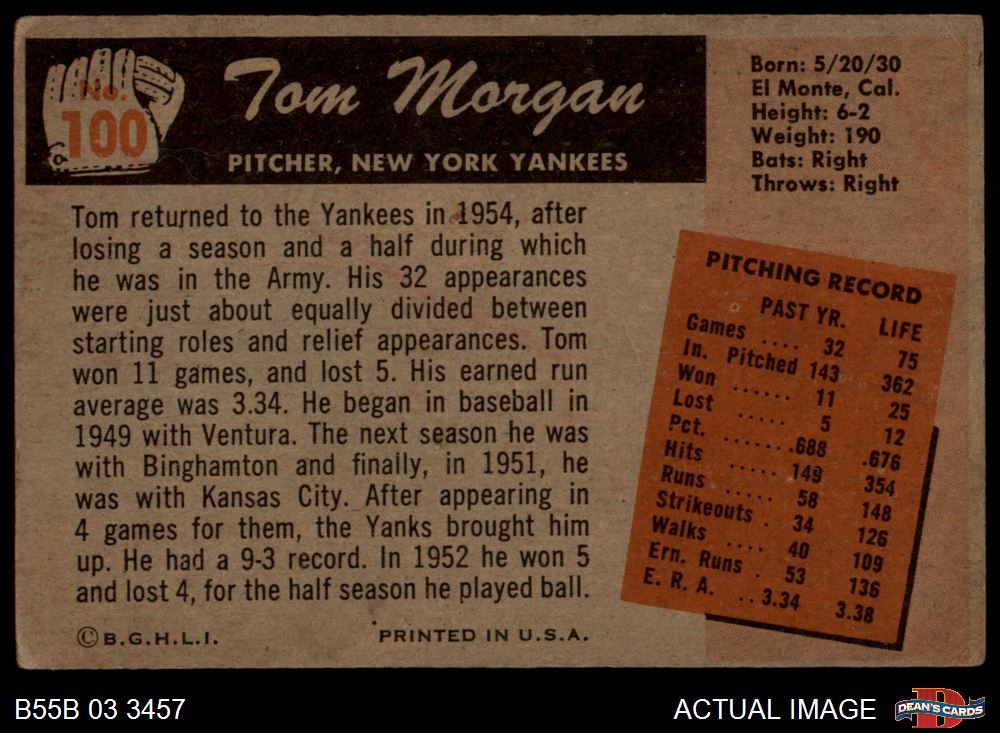 No.
100
Tom Morgan
PITCHER, NEW YORK YANKEES
Born: 5/20/30
El Monte, Cal.
Height: 6-2
Weight: 190
Bats: Right
Throws: Right
Tom returned to the Yankees in 1954, after
losing a season and a half during which
he was in the Army. His 32 appearances
were just about equally divided between
starting roles and relief appearances. Tom
won 11 games, and lost 5. His earned run
average was 3.34. He began in baseball in
1949 with Ventura. The next season he was
with Binghamton and finally, in 1951, he
was with Kansas City. After appearing in
4 games for them, the Yanks brought him
up. He had a 9-3 record. In 1952 he won 5
and lost 4, for the half season he played ball.
PITCHING RECORD
PAST YR. LIFE
Games .... 32 75
In. Pitched 143 362
Won ...... 11 25
Lost ..... 5 12
Pct. .......688 .676
Hits ..... 149 354
Runs ..... 58 148
Strikeouts . 34 126
Walks .... 40 109
Ern. Runs . 53 136
E. R. A. ..3.34 3.38
© B.G.H.L.I. PRINTED IN U.S.A.
B55B 03 3457 ACTUAL IMAGE DEAN'S CARDS